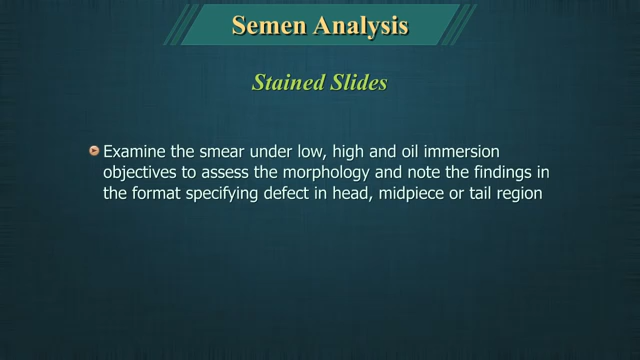 Semen Analysis
Stained Slides
Examine the smear under low, high and oil immersion
objectives to assess the morphology and note the findings in
the format specifying defect in head, midpiece or tail region